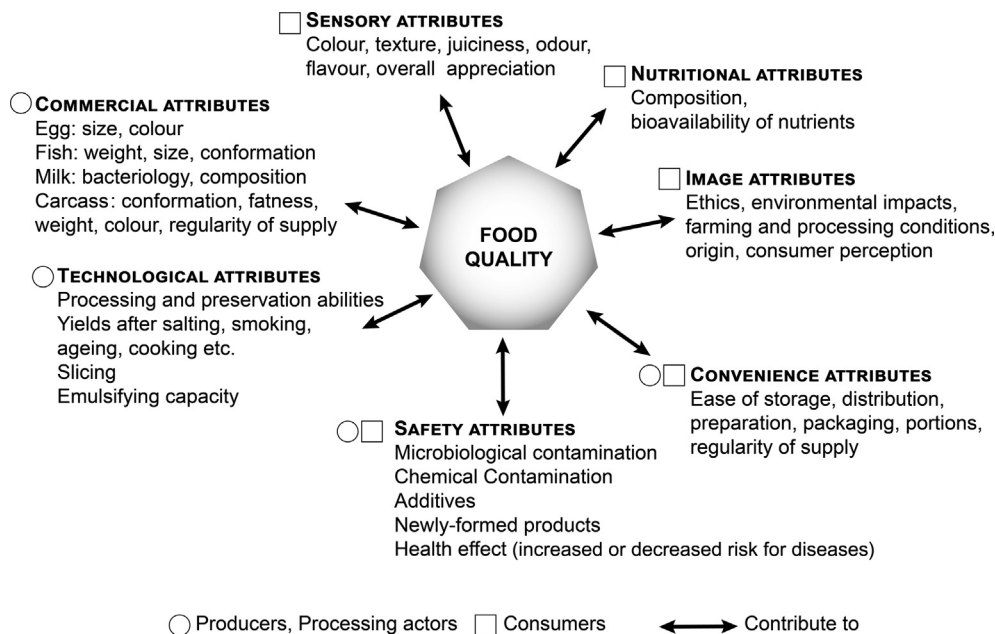 SENSORY ATTRIBUTES
Colour, texture, juiciness, odour,
flavour, overall appreciation
NUTRITIONAL ATTRIBUTES
Composition,
bioavailability of nutrients
COMMERCIAL ATTRIBUTES
Egg: size, colour
Fish: weight, size, conformation
Milk: bacteriology, composition
Carcass: conformation, fatness,
weight, colour, regularity of supply
IMAGE ATTRIBUTES
Ethics, environmental impacts,
farming and processing conditions,
origin, consumer perception
FOOD
QUALITY
TECHNOLOGICAL ATTRIBUTES
Processing and preservation abilities
Yields after salting, smoking,
ageing, cooking etc.
Slicing
Emulsifying capacity
CONVENIENCE ATTRIBUTES
Ease of storage, distribution,
preparation, packaging, portions,
regularity of supply
SAFETY ATTRIBUTES
Microbiological contamination
Chemical Contamination
Additives
Newly-formed products
Health effect (increased or decreased risk for diseases)
Producers, Processing actors
Consumers
Contribute to